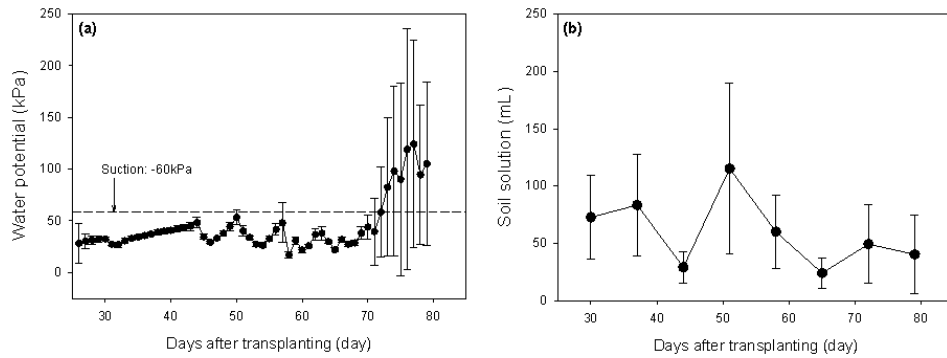 (a)
Water potential (kPa)
250
200
150
100
50
0
Suction: -60kPa
30 40 50 60 70 80
Days after transplanting (day)
(b)
Soil solution (mL)
250
200
150
100
50
0
30 40 50 60 70 80
Days after transplanting (day)